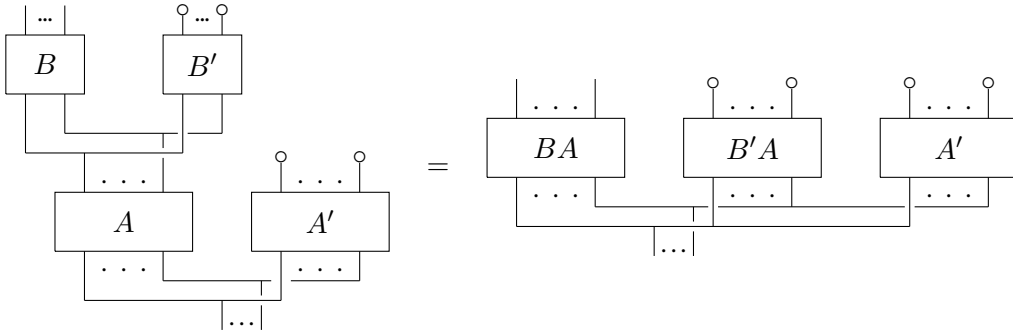 ... ...
B B′
. . . . . .
= BA B′A A′
. . . . . . . . .
A A′
. . . . . .
...
. . . . . .
...